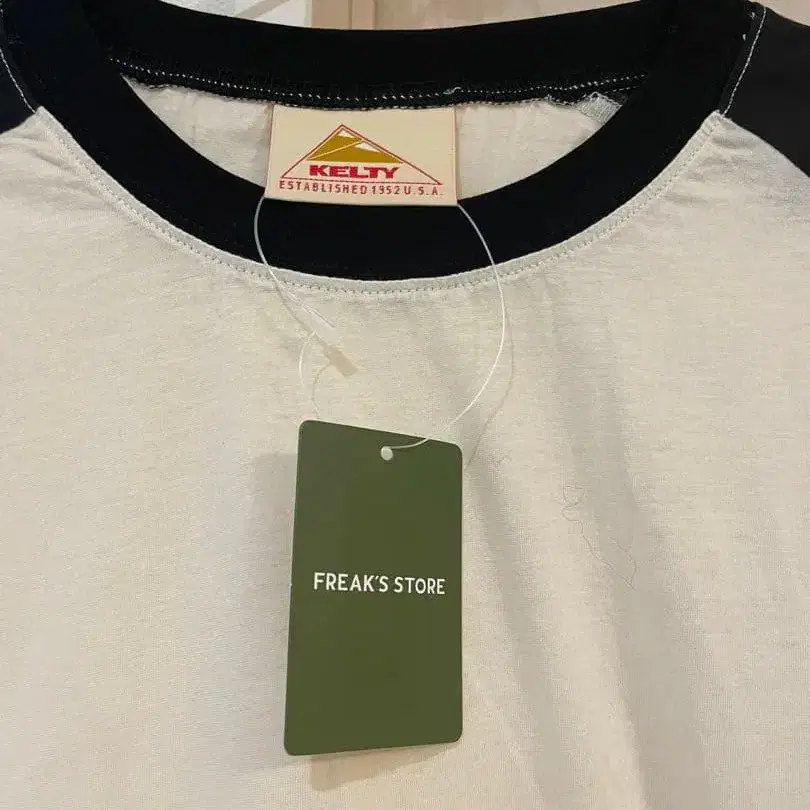 KELTY
ESTABLISHED 1952 U.S.A.
FREAK'S STORE